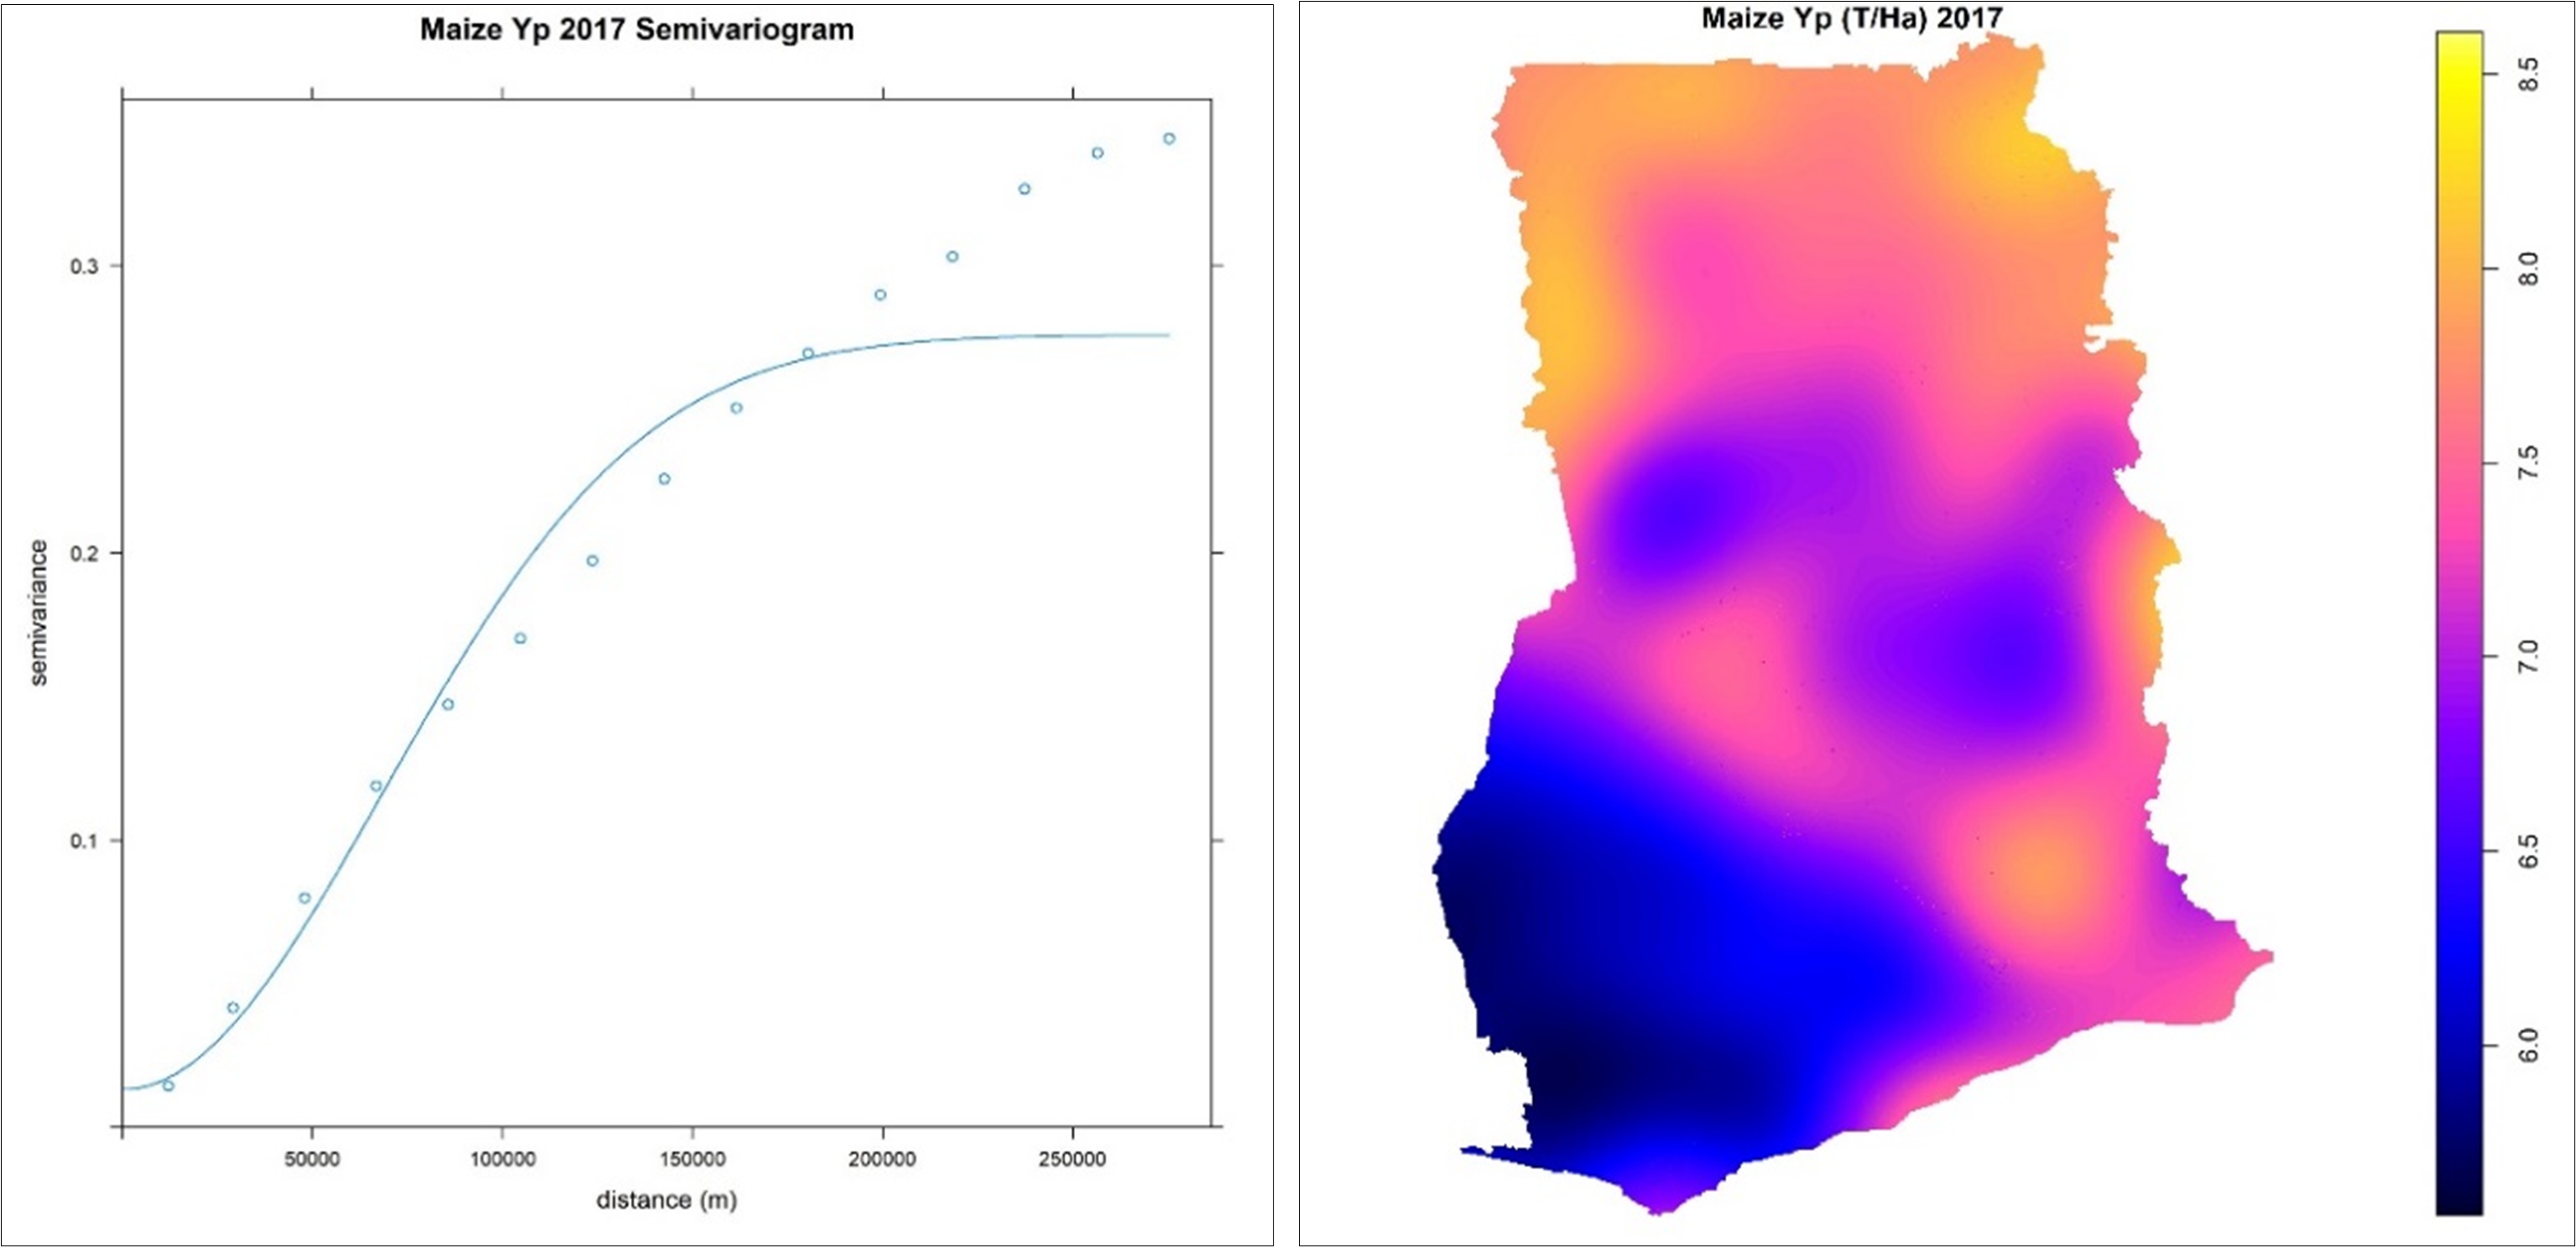 Maize Yp 2017 Semivariogram
0.3
0.2
0.1
semivariance
50000 100000 150000 200000 250000
distance (m)
Maize Yp (T/Ha) 2017
8.5
8.0
7.5
7.0
6.5
6.0